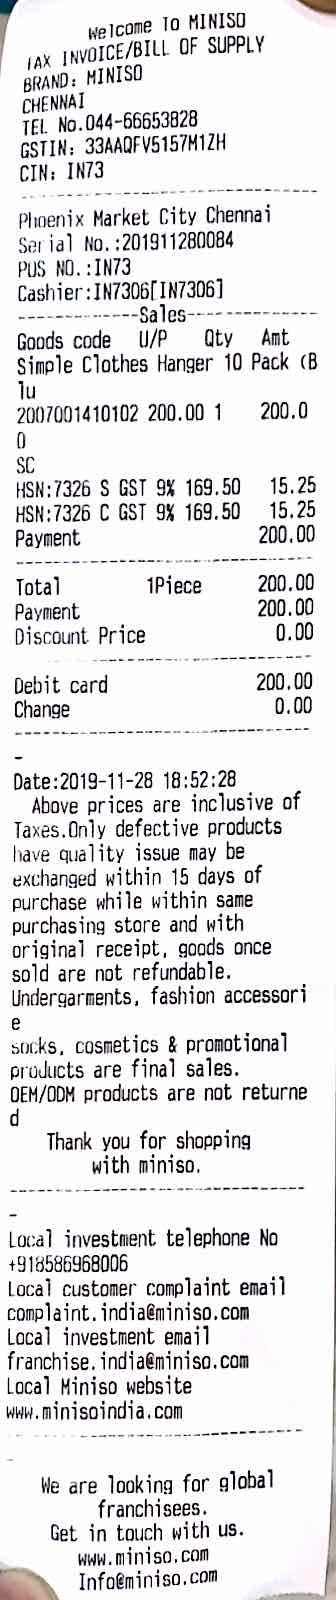 Welcome To MINISO
TAX INVOICE/BILL OF SUPPLY
BRAND: MINISO
CHENNAI
TEL No.044-66653828
GSTIN: 33AAQFV5157M1ZH
CIN: IN73
Phoenix Market City Chennai
Serial No.:201911280084
PUS NO.:IN73
Cashier:IN7306[IN7306]
------------Sales------------
Goods code U/P Qty Amt
Simple Clothes Hanger 10 Pack (B
lu
2007001410102 200.00 1 200.0
0
SC
HSN:7326 S GST 9% 169.50 15.25
HSN:7326 C GST 9% 169.50 15.25
Payment 200.00
Total 1Piece 200.00
Payment 200.00
Discount Price 0.00
Debit card 200.00
Change 0.00
-
Date:2019-11-28 18:52:28
Above prices are inclusive of
Taxes.Only defective products
have quality issue may be
exchanged within 15 days of
purchase while within same
purchasing store and with
original receipt, goods once
sold are not refundable.
Undergarments, fashion accessori
e
socks, cosmetics & promotional
products are final sales.
OEM/ODM products are not returne
d
Thank you for shopping
with miniso.
-
Local investment telephone No
+918586968006
Local customer complaint email
complaint.india@miniso.com
Local investment email
franchise.india@miniso.com
Local Miniso website
www.minisoindia.com
-
We are looking for global
franchisees.
Get in touch with us.
www.miniso.com
Info@miniso.com